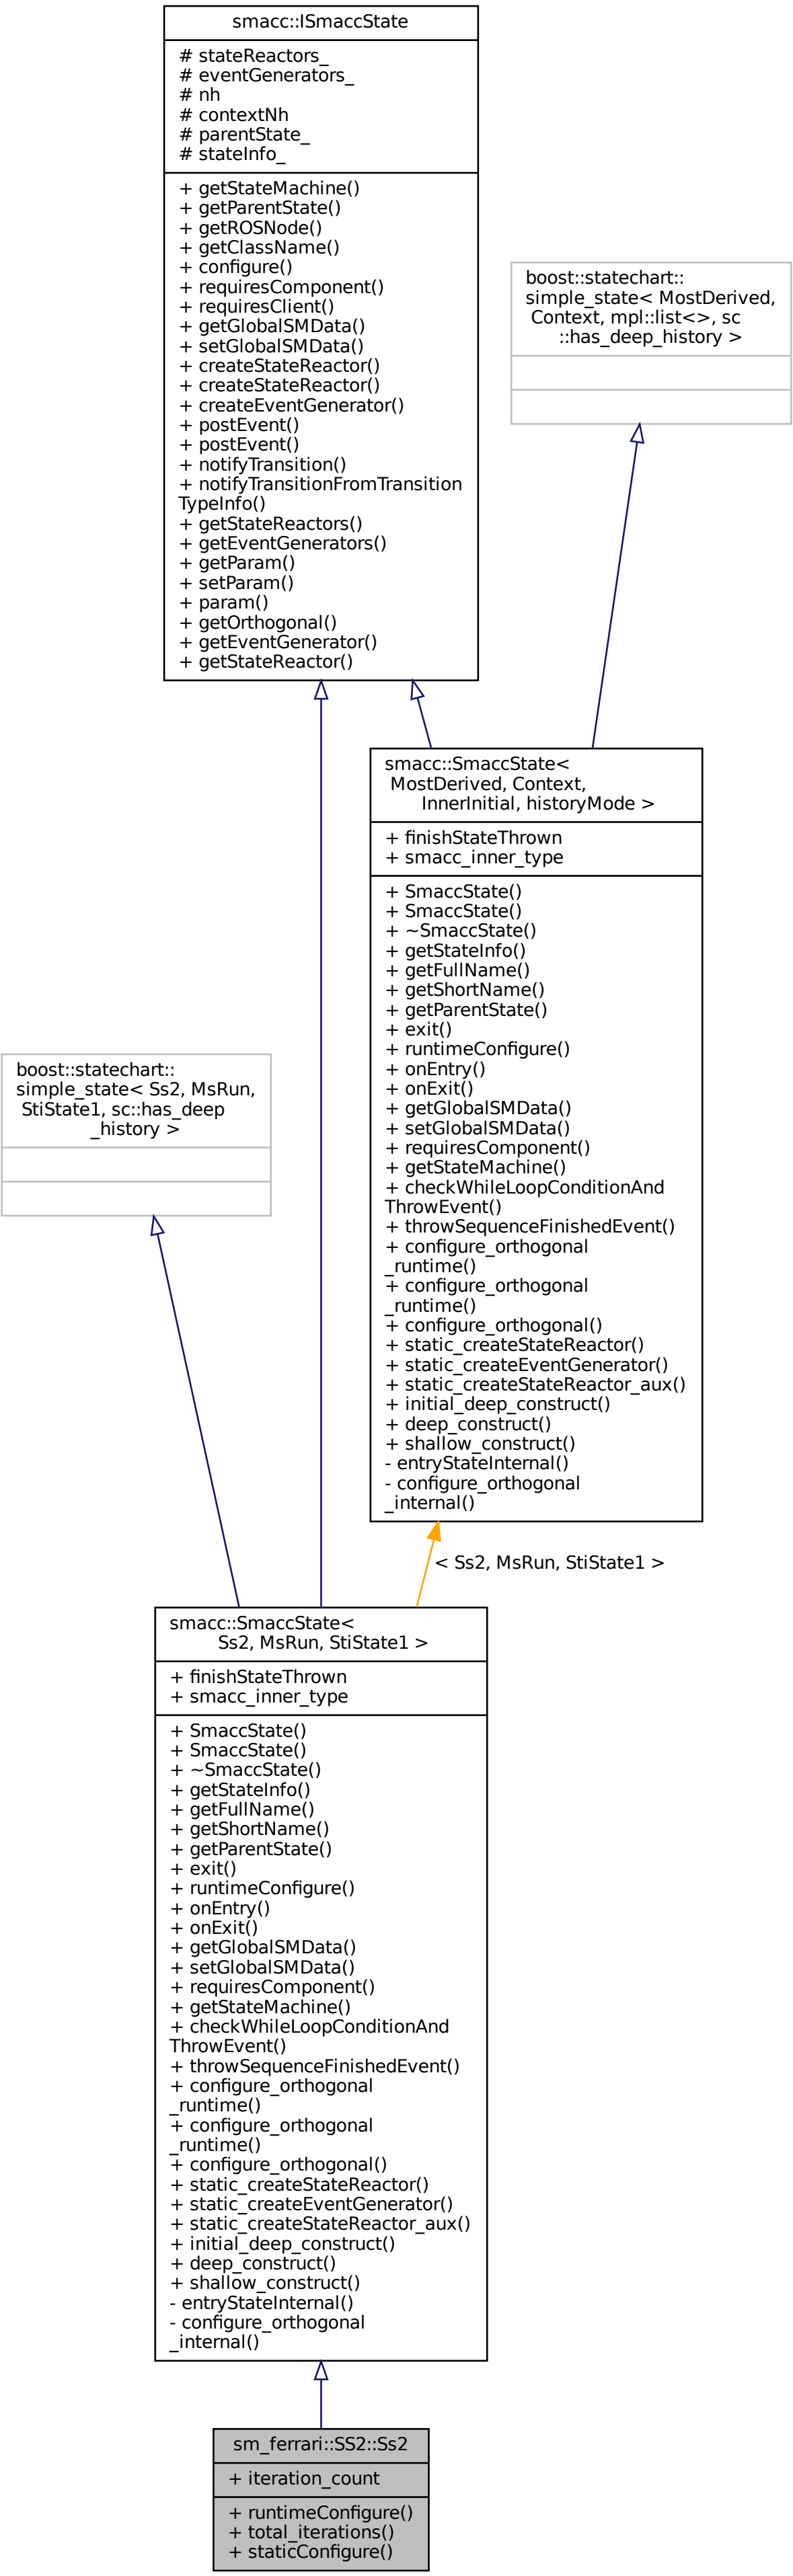 smacc::ISmaccState
# stateReactors_
# eventGenerators_
# nh
# contextNh
# parentState_
# stateInfo_
+ getStateMachine()
+ getParentState()
+ getROSNode()
+ getClassName()
+ configure()
+ requiresComponent()
+ requiresClient()
+ getGlobalSMData()
+ setGlobalSMData()
+ createStateReactor()
+ createStateReactor()
+ createEventGenerator()
+ postEvent()
+ postEvent()
+ notifyTransition()
+ notifyTransitionFromTransition
TypeInfo()
+ getStateReactors()
+ getEventGenerators()
+ getParam()
+ setParam()
+ param()
+ getOrthogonal()
+ getEventGenerator()
+ getStateReactor()
boost::statechart::
simple_state< MostDerived,
Context, mpl::list<>, sc
::has_deep_history >
smacc::SmaccState<
MostDerived, Context,
InnerInitial, historyMode >
+ finishStateThrown
+ smacc_inner_type
+ SmaccState()
+ SmaccState()
+ ~SmaccState()
+ getStateInfo()
+ getFullName()
+ getShortName()
+ getParentState()
+ exit()
+ runtimeConfigure()
+ onEntry()
+ onExit()
+ getGlobalSMData()
+ setGlobalSMData()
+ requiresComponent()
+ getStateMachine()
+ checkWhileLoopConditionAnd
ThrowEvent()
+ throwSequenceFinishedEvent()
+ configure_orthogonal
_runtime()
+ configure_orthogonal
_runtime()
+ configure_orthogonal()
+ static_createStateReactor()
+ static_createEventGenerator()
+ static_createStateReactor_aux()
+ initial_deep_construct()
+ deep_construct()
+ shallow_construct()
- entryStateInternal()
- configure_orthogonal
_internal()
boost::statechart::
simple_state< Ss2, MsRun,
StiState1, sc::has_deep
_history >
< Ss2, MsRun, StiState1 >
smacc::SmaccState<
Ss2, MsRun, StiState1 >
+ finishStateThrown
+ smacc_inner_type
+ SmaccState()
+ SmaccState()
+ ~SmaccState()
+ getStateInfo()
+ getFullName()
+ getShortName()
+ getParentState()
+ exit()
+ runtimeConfigure()
+ onEntry()
+ onExit()
+ getGlobalSMData()
+ setGlobalSMData()
+ requiresComponent()
+ getStateMachine()
+ checkWhileLoopConditionAnd
ThrowEvent()
+ throwSequenceFinishedEvent()
+ configure_orthogonal
_runtime()
+ configure_orthogonal
_runtime()
+ configure_orthogonal()
+ static_createStateReactor()
+ static_createEventGenerator()
+ static_createStateReactor_aux()
+ initial_deep_construct()
+ deep_construct()
+ shallow_construct()
- entryStateInternal()
- configure_orthogonal
_internal()
sm_ferrari::SS2::Ss2
+ iteration_count
+ runtimeConfigure()
+ total_iterations()
+ staticConfigure()